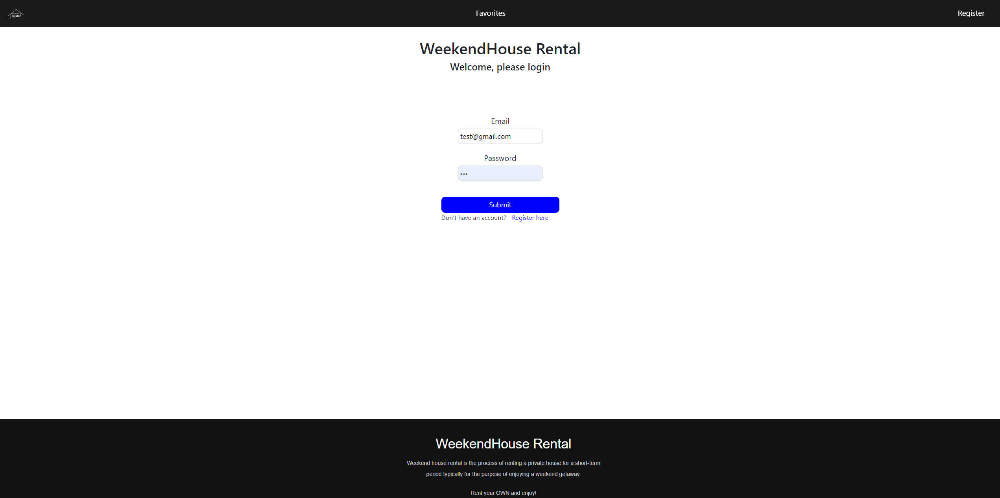 Ristić
Favorites
Register
WeekendHouse Rental
Welcome, please login
Email
test@gmail.com
Password
••••
Submit
Don't have an account? Register here
WeekendHouse Rental
Weekend house rental is the process of renting a private house for a short-term
period typically for the purpose of enjoying a weekend getaway.
Rent your OWN and enjoy!